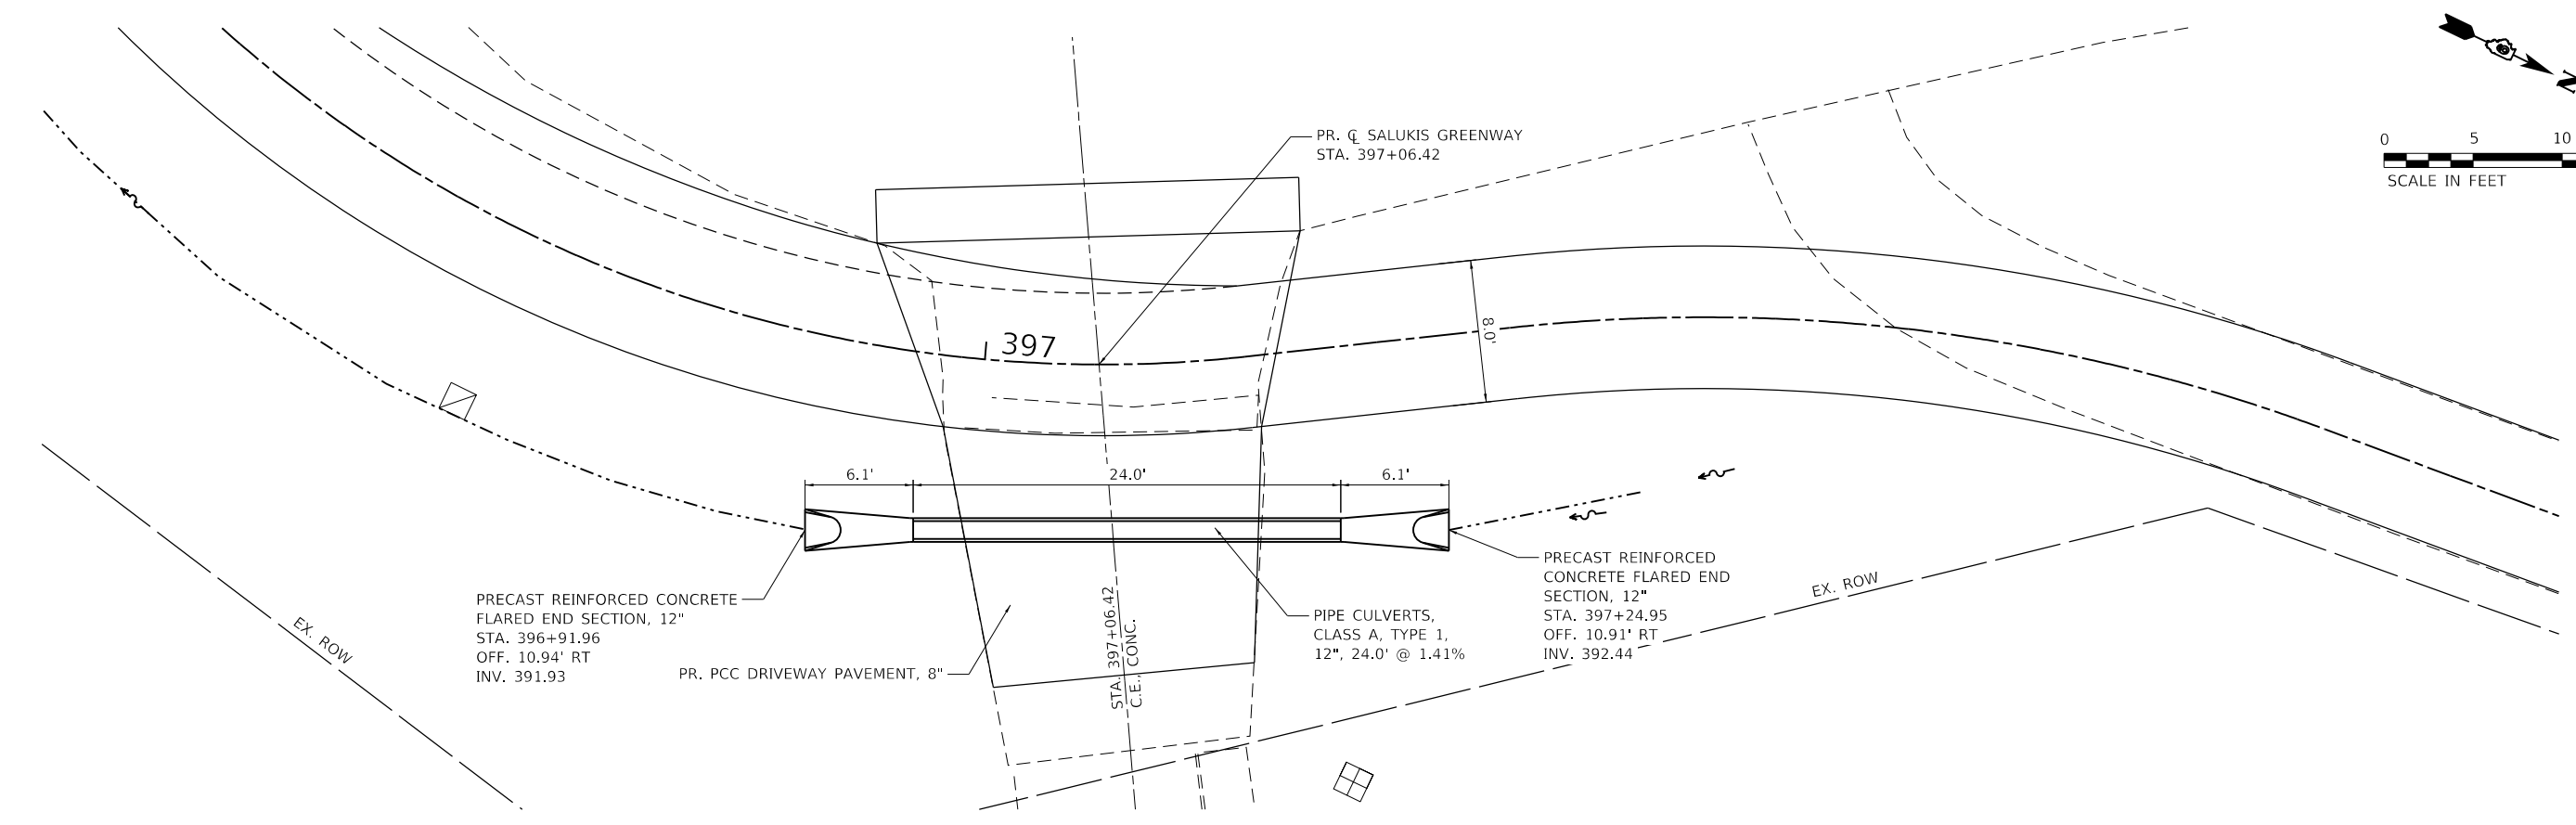 PR. ℄ SALUKIS GREENWAY
STA. 397+06.42
N
0 5 10
SCALE IN FEET
397
8.0'
6.1'
24.0'
6.1'
PRECAST REINFORCED CONCRETE
FLARED END SECTION, 12"
STA. 396+91.96
OFF. 10.94' RT
INV. 391.93
PRECAST REINFORCED
CONCRETE FLARED END
SECTION, 12"
STA. 397+24.95
OFF. 10.91' RT
INV. 392.44
PIPE CULVERTS,
CLASS A, TYPE 1,
12", 24.0' @ 1.41%
PR. PCC DRIVEWAY PAVEMENT, 8"
STA. 397+06.42
C.E., CONC.
EX. ROW
EX. ROW